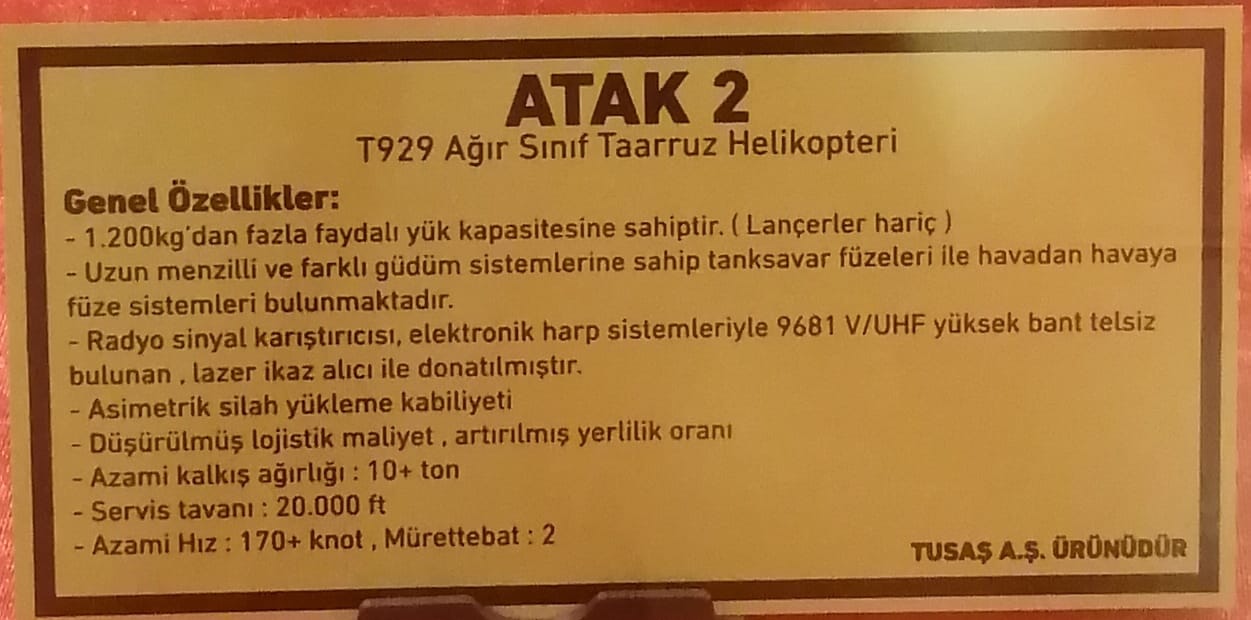 ATAK 2
T929 Ağır Sınıf Taarruz Helikopteri
Genel Özellikler:
- 1.200kg'dan fazla faydalı yük kapasitesine sahiptir. ( Lançerler hariç )
- Uzun menzilli ve farklı güdüm sistemlerine sahip tanksavar füzeleri ile havadan havaya
füze sistemleri bulunmaktadır.
- Radyo sinyal karıştırıcısı, elektronik harp sistemleriyle 9681 V/UHF yüksek bant telsiz
bulunan , lazer ikaz alıcı ile donatılmıştır.
- Asimetrik silah yükleme kabiliyeti
- Düşürülmüş lojistik maliyet , artırılmış yerlilik oranı
- Azami kalkış ağırlığı : 10+ ton
- Servis tavanı : 20.000 ft
- Azami Hız : 170+ knot , Mürettebat : 2
TUSAŞ A.Ş. ÜRÜNÜDÜR